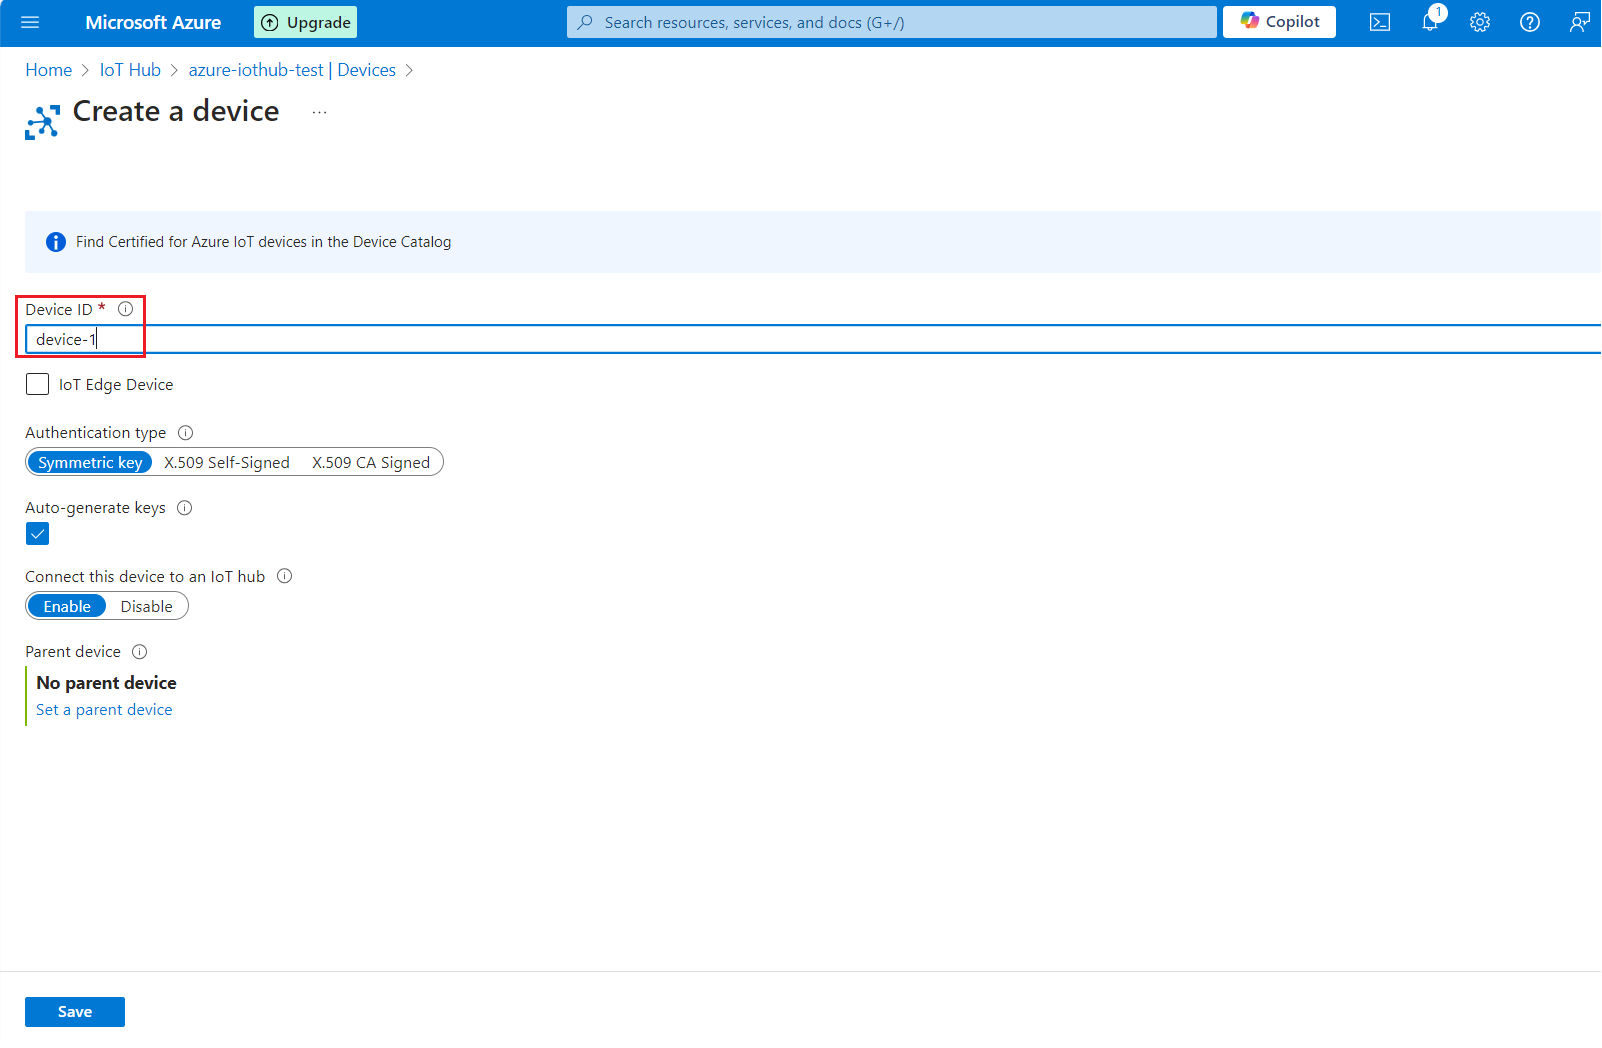 Microsoft Azure Upgrade Search resources, services, and docs (G+/) Copilot 1
Home > IoT Hub > azure-iothub-test | Devices >
Create a device ...
Find Certified for Azure IoT devices in the Device Catalog
Device ID *
device-1
IoT Edge Device
Authentication type
Symmetric key X.509 Self-Signed X.509 CA Signed
Auto-generate keys
Connect this device to an IoT hub
Enable Disable
Parent device
No parent device
Set a parent device
Save